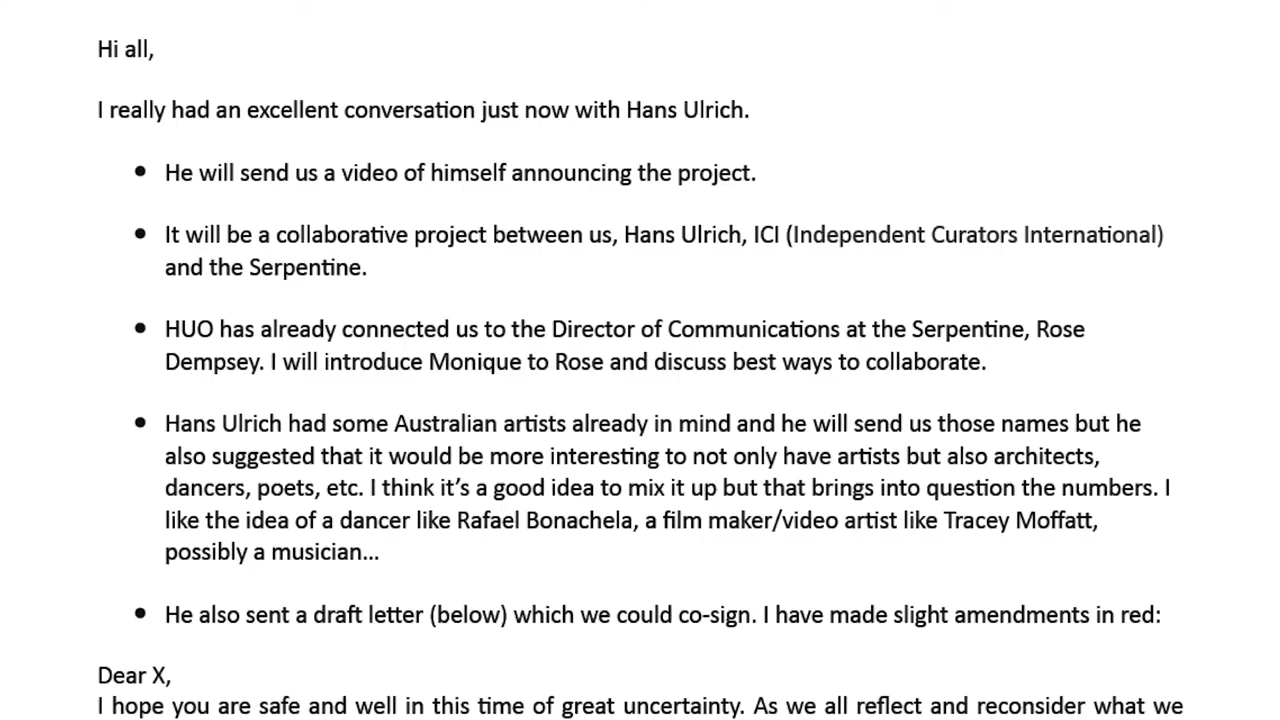 Hi all,
I really had an excellent conversation just now with Hans Ulrich.
• He will send us a video of himself announcing the project.
• It will be a collaborative project between us, Hans Ulrich, ICI (Independent Curators International)
and the Serpentine.
• HUO has already connected us to the Director of Communications at the Serpentine, Rose
Dempsey. I will introduce Monique to Rose and discuss best ways to collaborate.
• Hans Ulrich had some Australian artists already in mind and he will send us those names but he
also suggested that it would be more interesting to not only have artists but also architects,
dancers, poets, etc. I think it’s a good idea to mix it up but that brings into question the numbers. I
like the idea of a dancer like Rafael Bonachela, a film maker/video artist like Tracey Moffatt,
possibly a musician...
• He also sent a draft letter (below) which we could co-sign. I have made slight amendments in red:
Dear X,
I hope you are safe and well in this time of great uncertainty. As we all reflect and reconsider what we